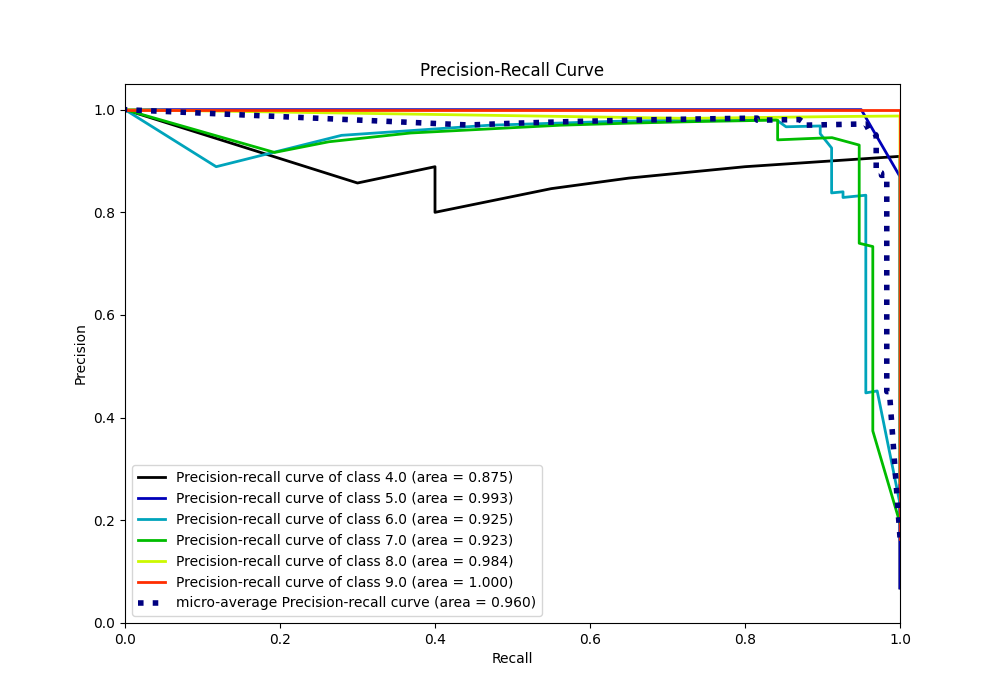 Precision-Recall Curve
1.0
0.8
0.6
0.4
0.2
0.0
Precision
Precision-recall curve of class 4.0 (area = 0.875)
Precision-recall curve of class 5.0 (area = 0.993)
Precision-recall curve of class 6.0 (area = 0.925)
Precision-recall curve of class 7.0 (area = 0.923)
Precision-recall curve of class 8.0 (area = 0.984)
Precision-recall curve of class 9.0 (area = 1.000)
micro-average Precision-recall curve (area = 0.960)
0.0 0.2 0.4 0.6 0.8 1.0
Recall